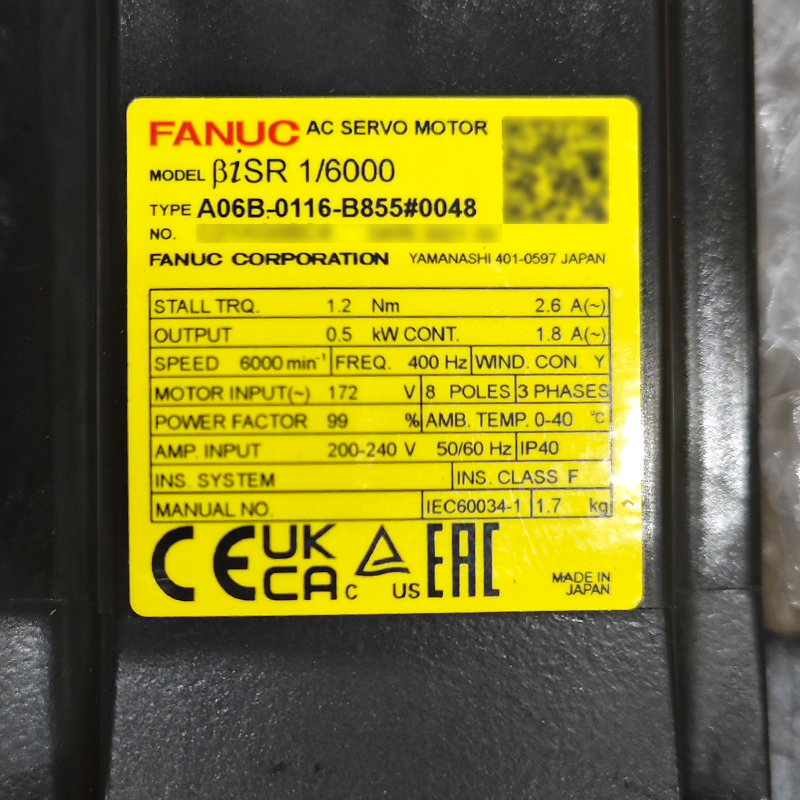 FANUC AC SERVO MOTOR
MODEL βiSR 1/6000
TYPE A06B-0116-B855#0048
NO.
FANUC CORPORATION YAMANASHI 401-0597 JAPAN
STALL TRQ. 1.2 Nm 2.6 A(~)
OUTPUT 0.5 kW CONT. 1.8 A(~)
SPEED 6000 min⁻¹ FREQ. 400 Hz WIND. CON. Y
MOTOR INPUT(~) 172 V 8 POLES 3 PHASES
POWER FACTOR 99 % AMB. TEMP. 0-40 °C
AMP. INPUT 200-240 V 50/60 Hz IP40
INS. SYSTEM INS. CLASS F
MANUAL NO. IEC60034-1 1.7 kg
CE UK CA C US EAC
MADE IN
JAPAN